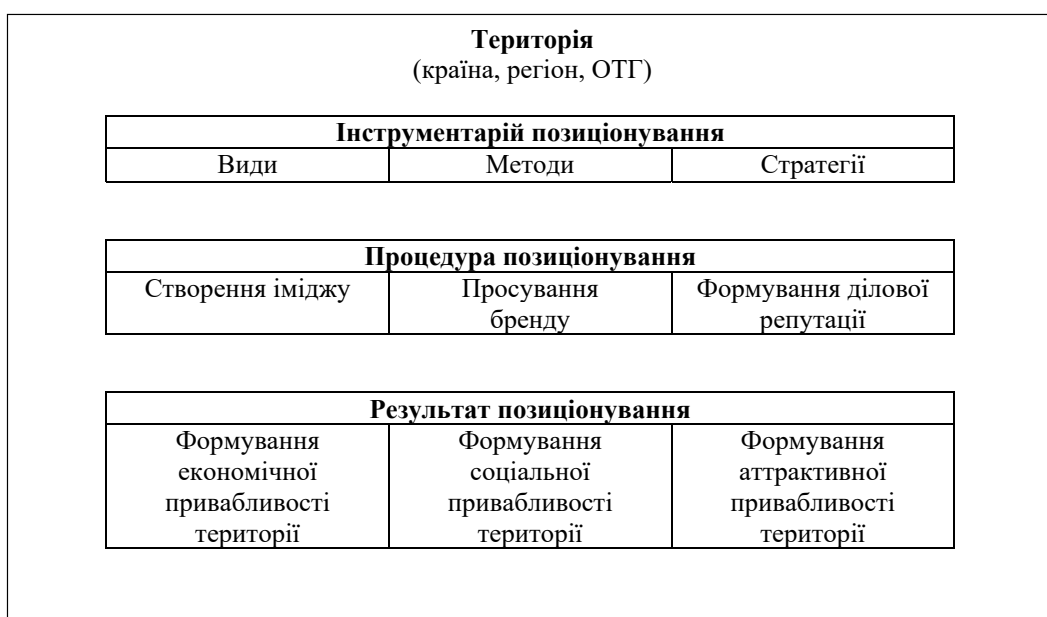 Територія
(країна, регіон, ОТГ)
Інструментарій позиціонування
Види Методи Стратегії
Процедура позиціонування
Створення іміджу Просування Формування ділової
бренду репутації
Результат позиціонування
Формування Формування Формування
економічної соціальної аттрактивної
привабливості привабливості привабливості
території території території